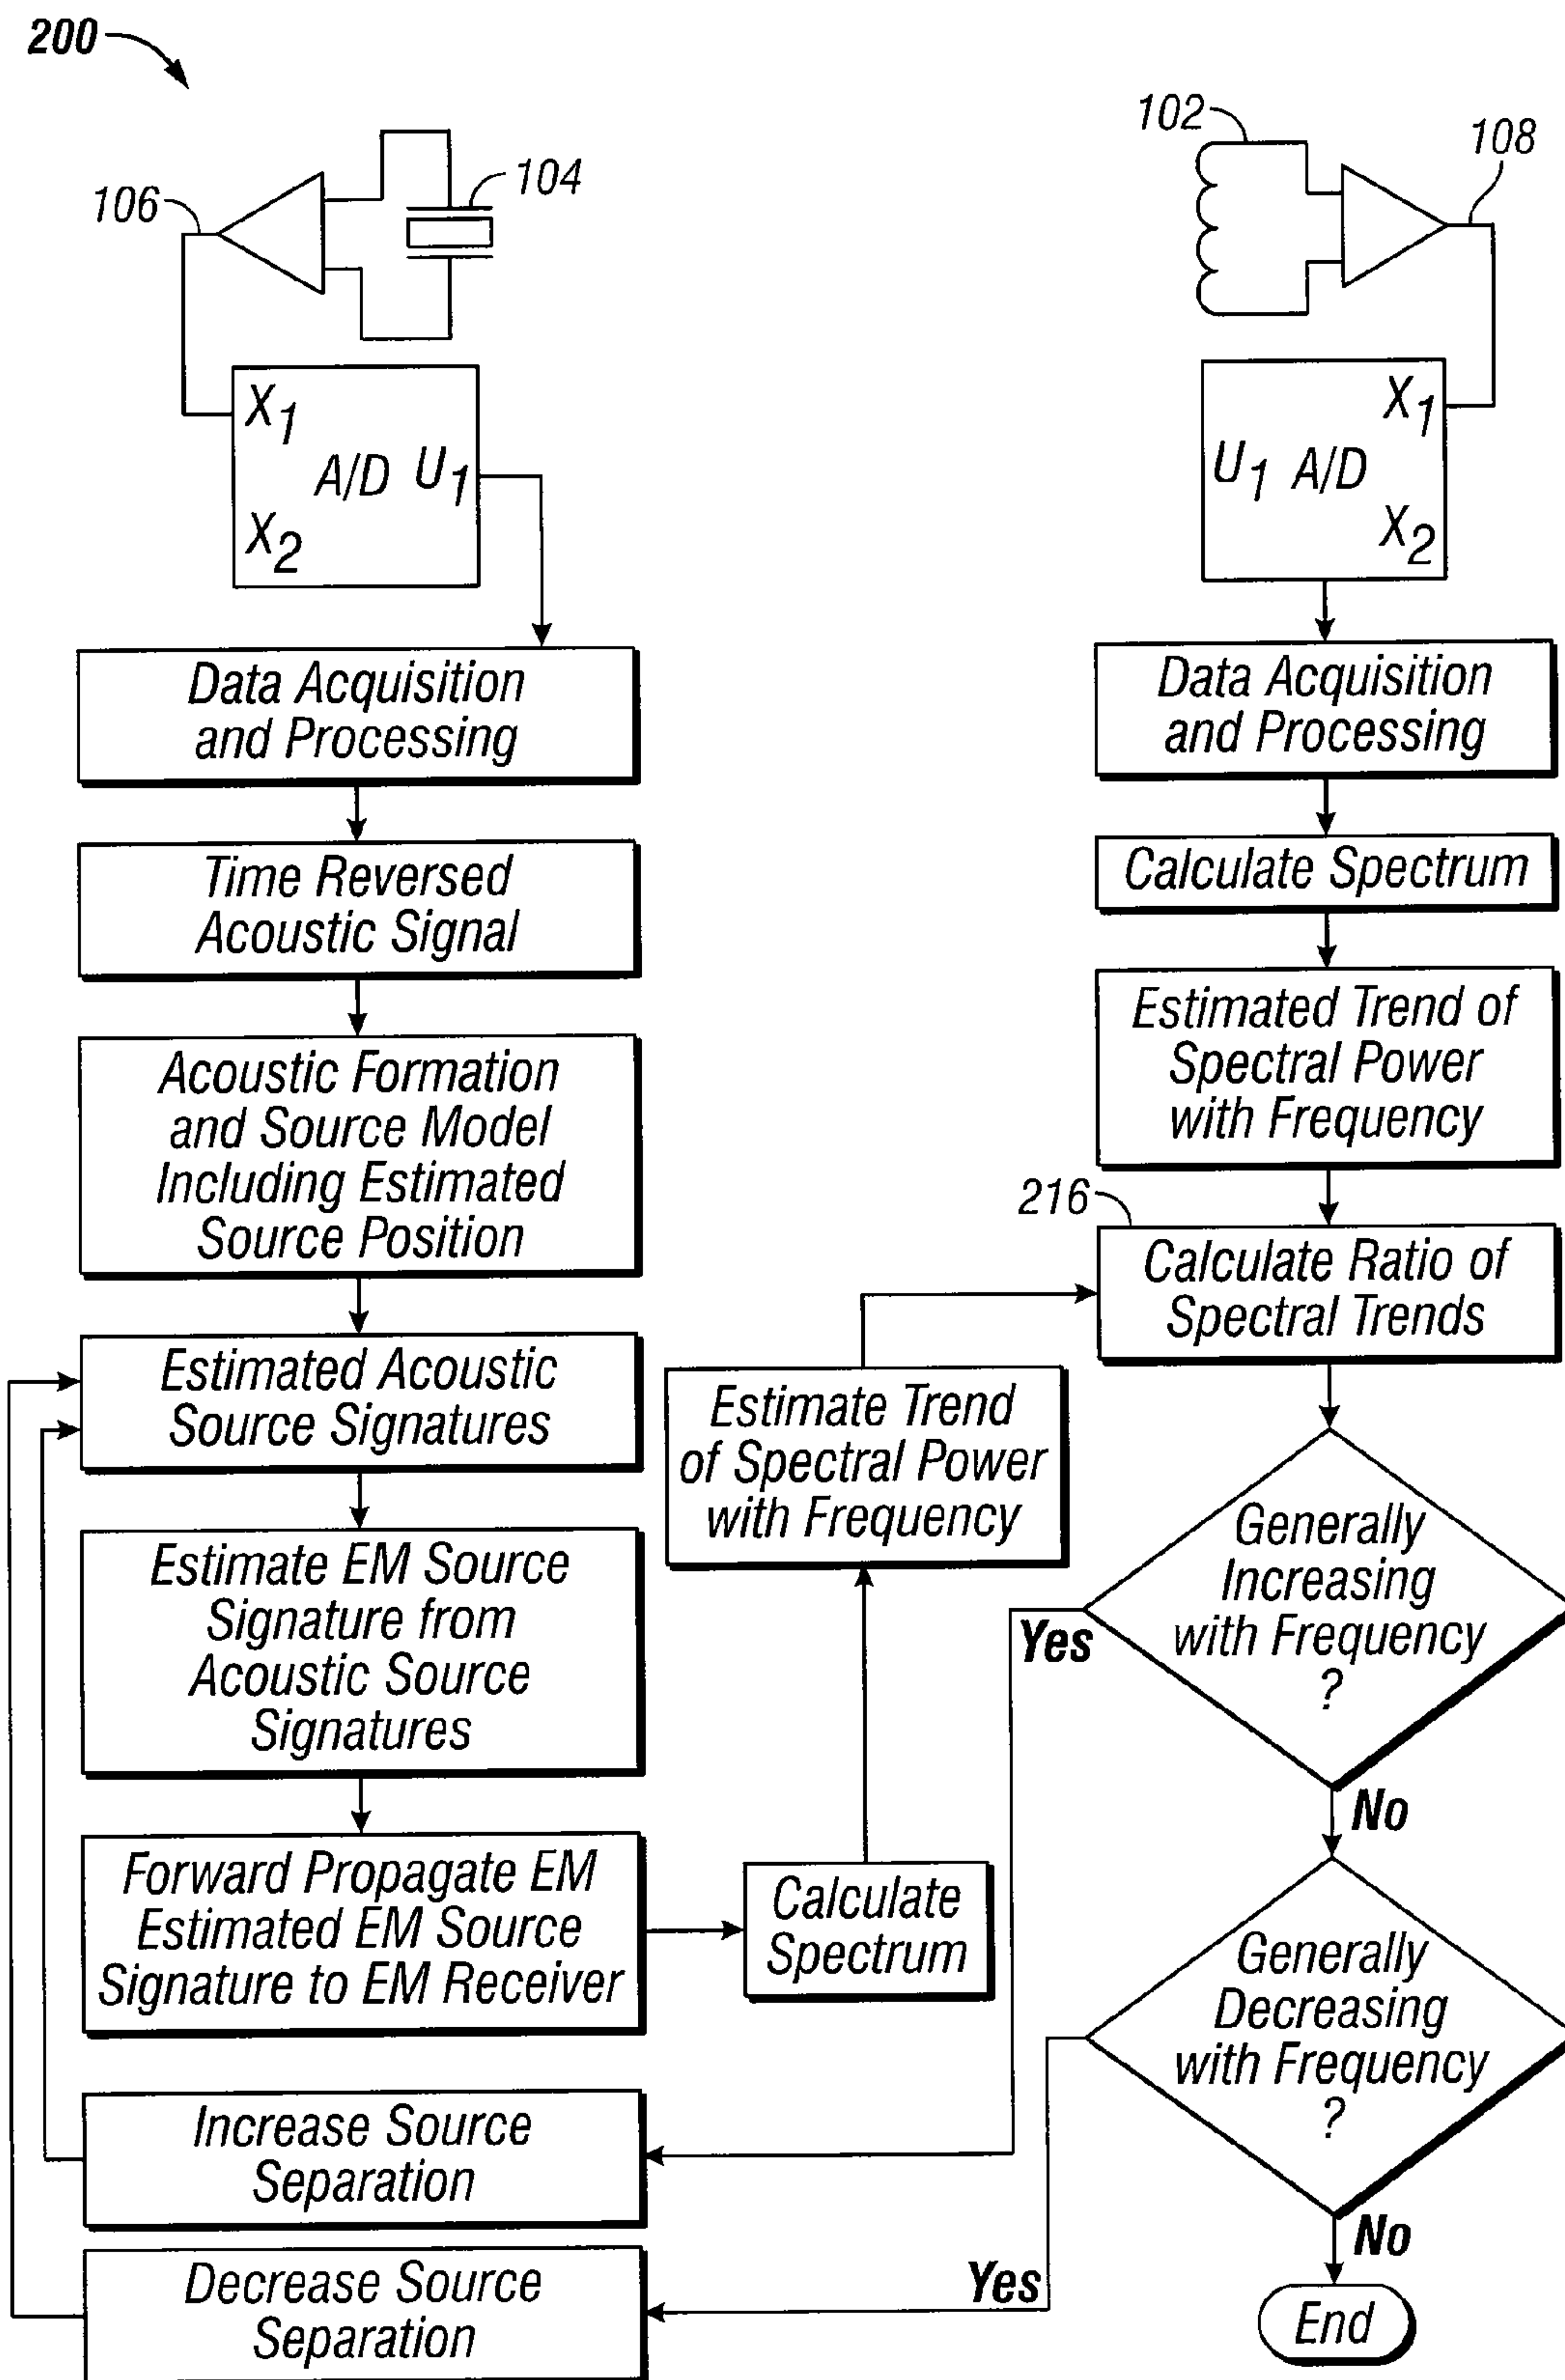 200
106
104
X1
A/D U1
X2
Data Acquisition
and Processing
Time Reversed
Acoustic Signal
Acoustic Formation
and Source Model
Including Estimated
Source Position
Estimated Acoustic
Source Signatures
Estimate EM Source
Signature from
Acoustic Source
Signatures
Forward Propagate EM
Estimated EM Source
Signature to EM Receiver
Calculate
Spectrum
Estimate Trend
of Spectral Power
with Frequency
Increase Source
Separation
Decrease Source
Separation
102
108
X1
U1 A/D
X2
Data Acquisition
and Processing
Calculate Spectrum
Estimated Trend of
Spectral Power
with Frequency
216
Calculate Ratio of
Spectral Trends
Generally
Increasing
with Frequency
?
Yes
No
Generally
Decreasing
with Frequency
?
Yes
No
End